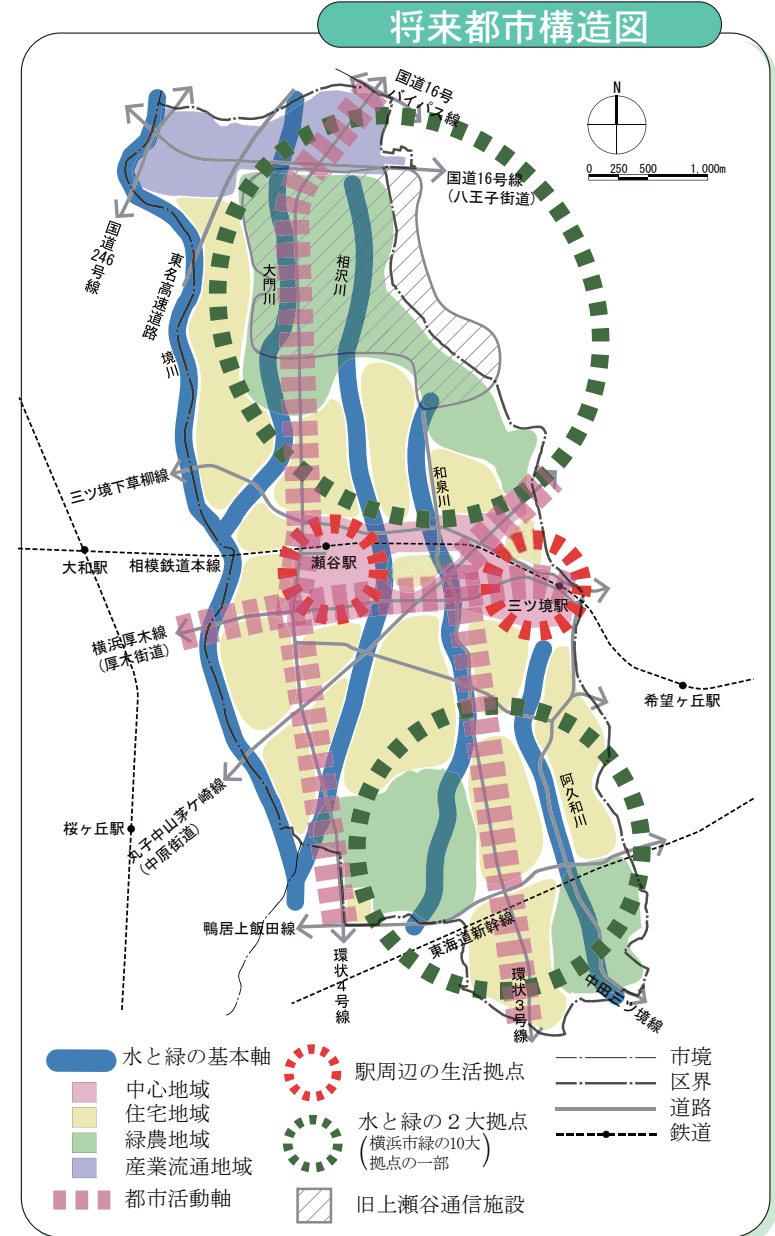 将来都市構造図
国道16号
バイパス線
N
0 250 500 1,000m
国道16号線
(八王子街道)
国道246号線
東名高速道路
大門川
相沢川
境川
三ツ境下草柳線
和泉川
大和駅
相模鉄道本線
瀬谷駅
三ツ境駅
横浜厚木線
(厚木街道)
希望ヶ丘駅
阿久和川
桜ヶ丘駅
丸子中山茅ケ崎線
(中原街道)
鴨居上飯田線
東海道新幹線
環状4号線
環状3号線
中田三ツ境線
水と緑の基本軸
中心地域
住宅地域
緑農地域
産業流通地域
都市活動軸
駅周辺の生活拠点
水と緑の2大拠点
(横浜市緑の10大
拠点の一部)
旧上瀬谷通信施設
市境
区界
道路
鉄道